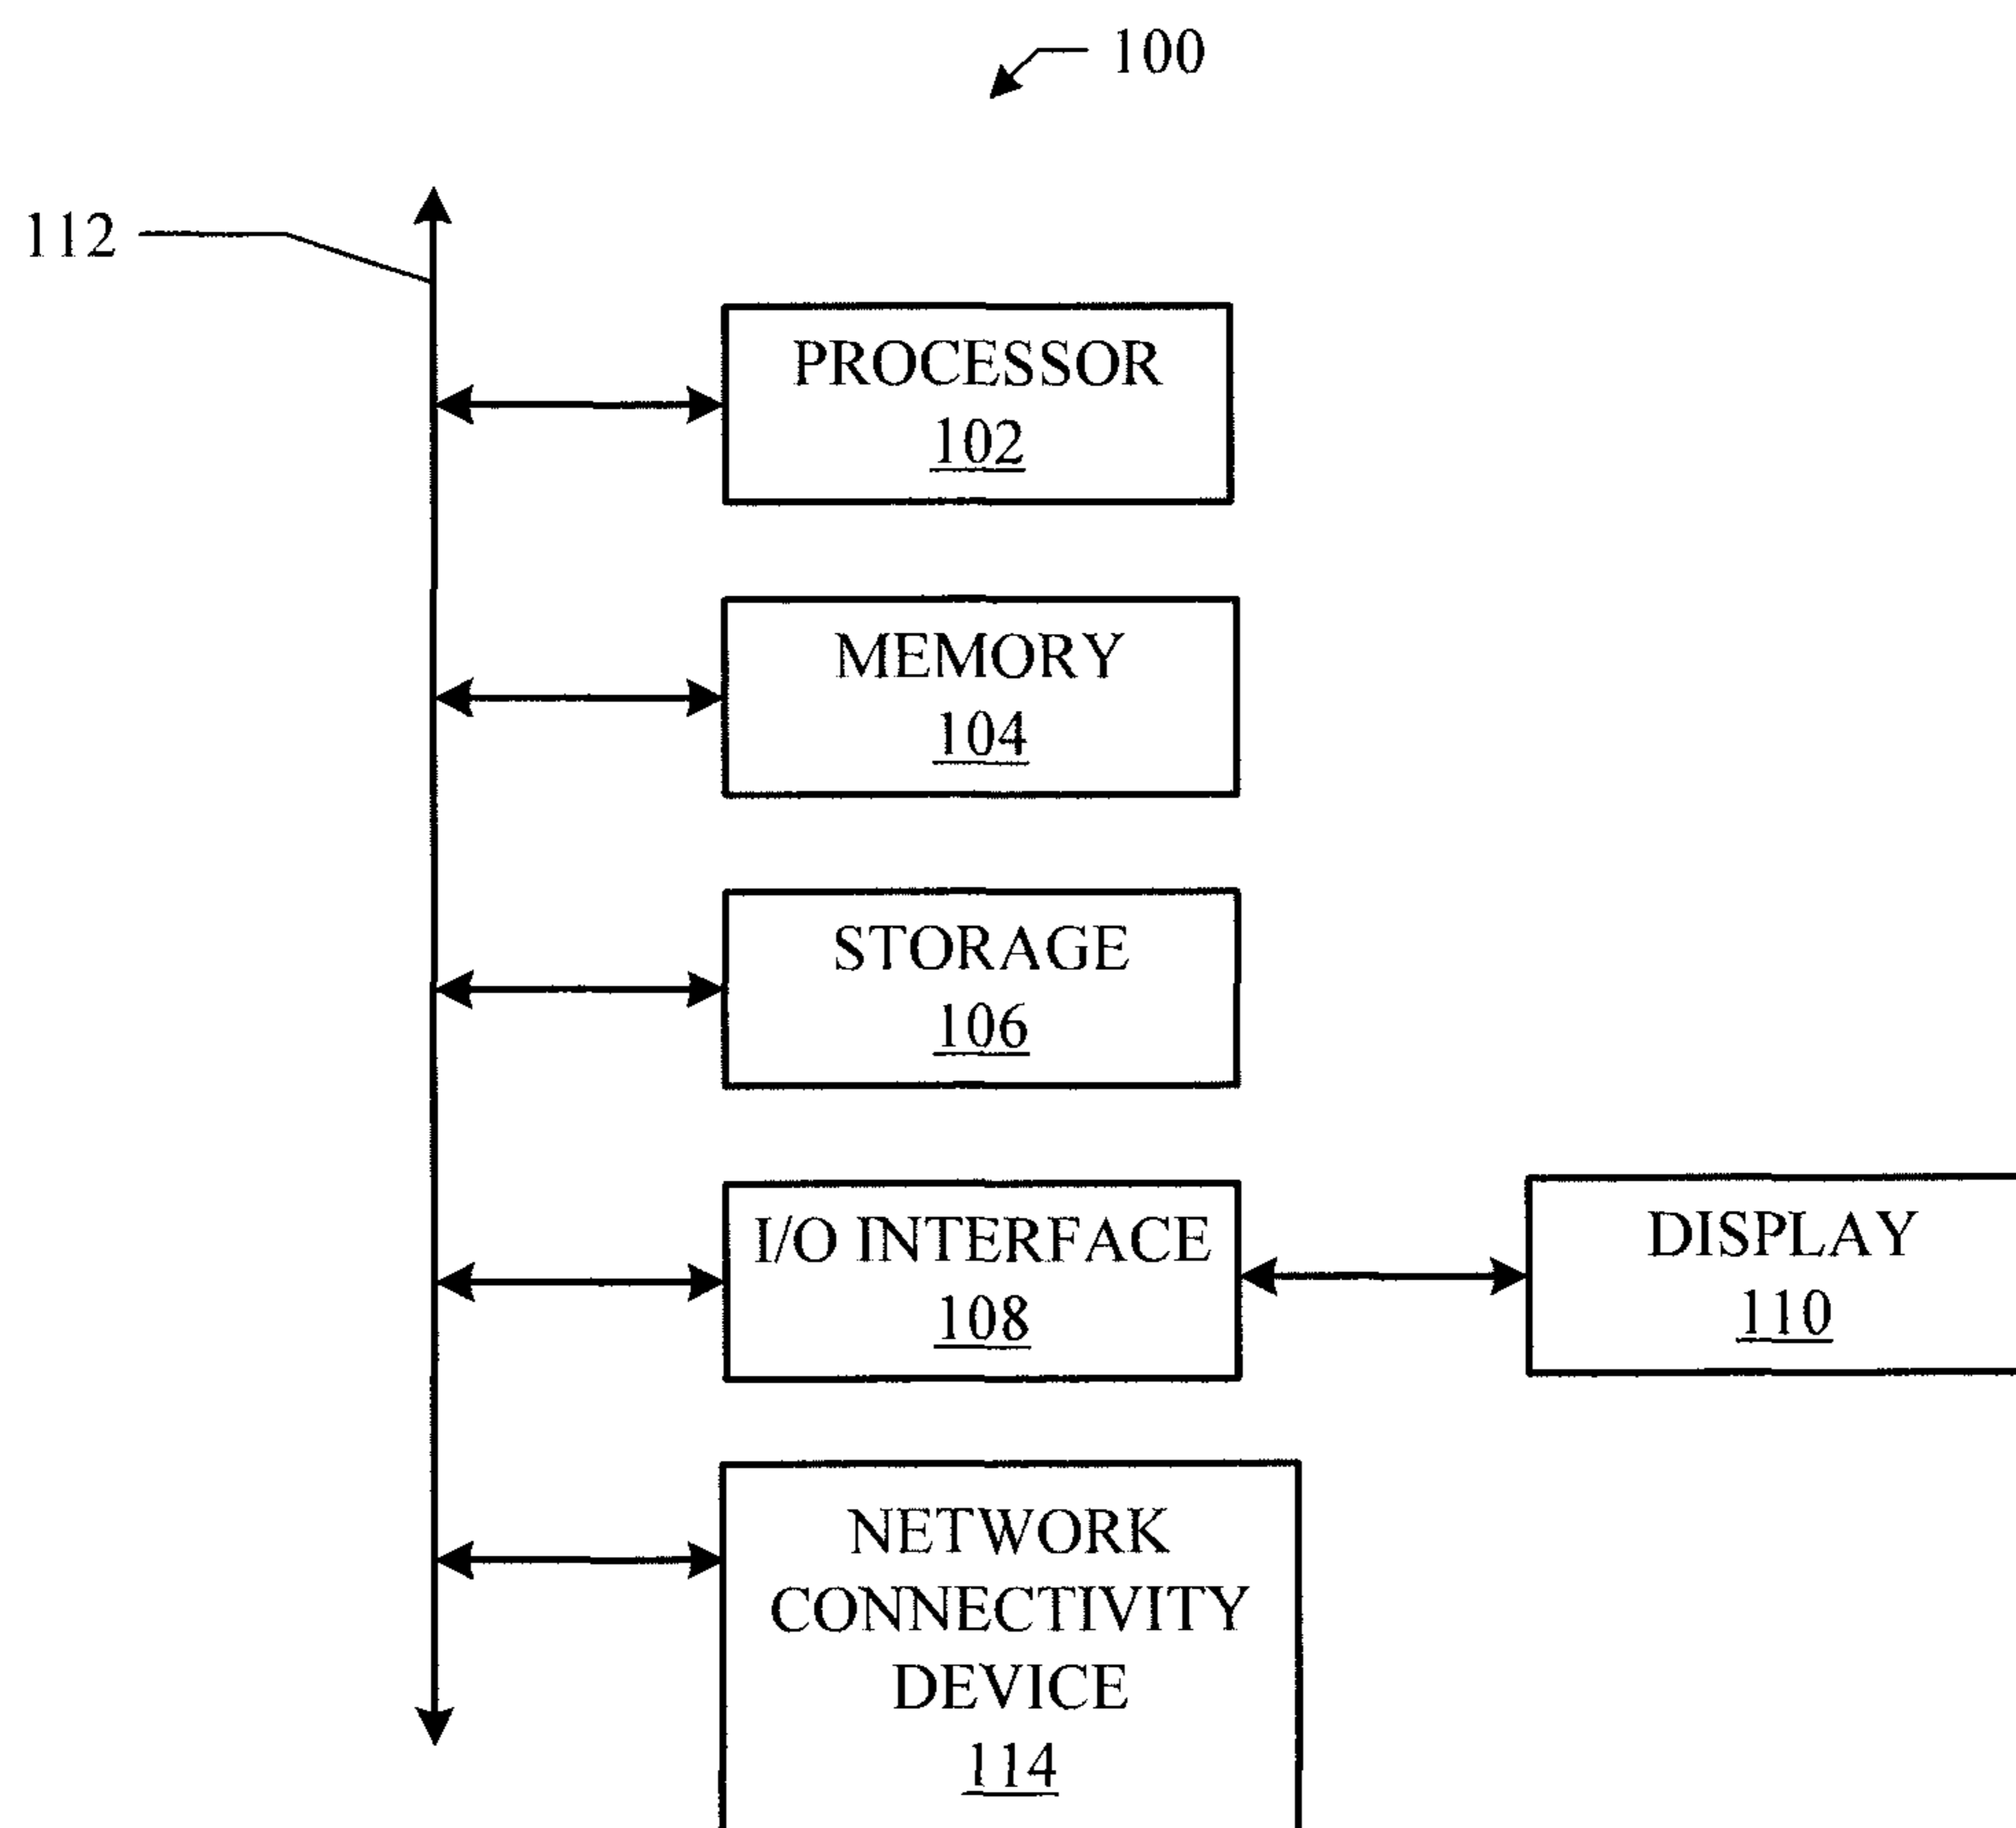 100
112
PROCESSOR
102
MEMORY
104
STORAGE
106
I/O INTERFACE
108
DISPLAY
110
NETWORK
CONNECTIVITY
DEVICE
114